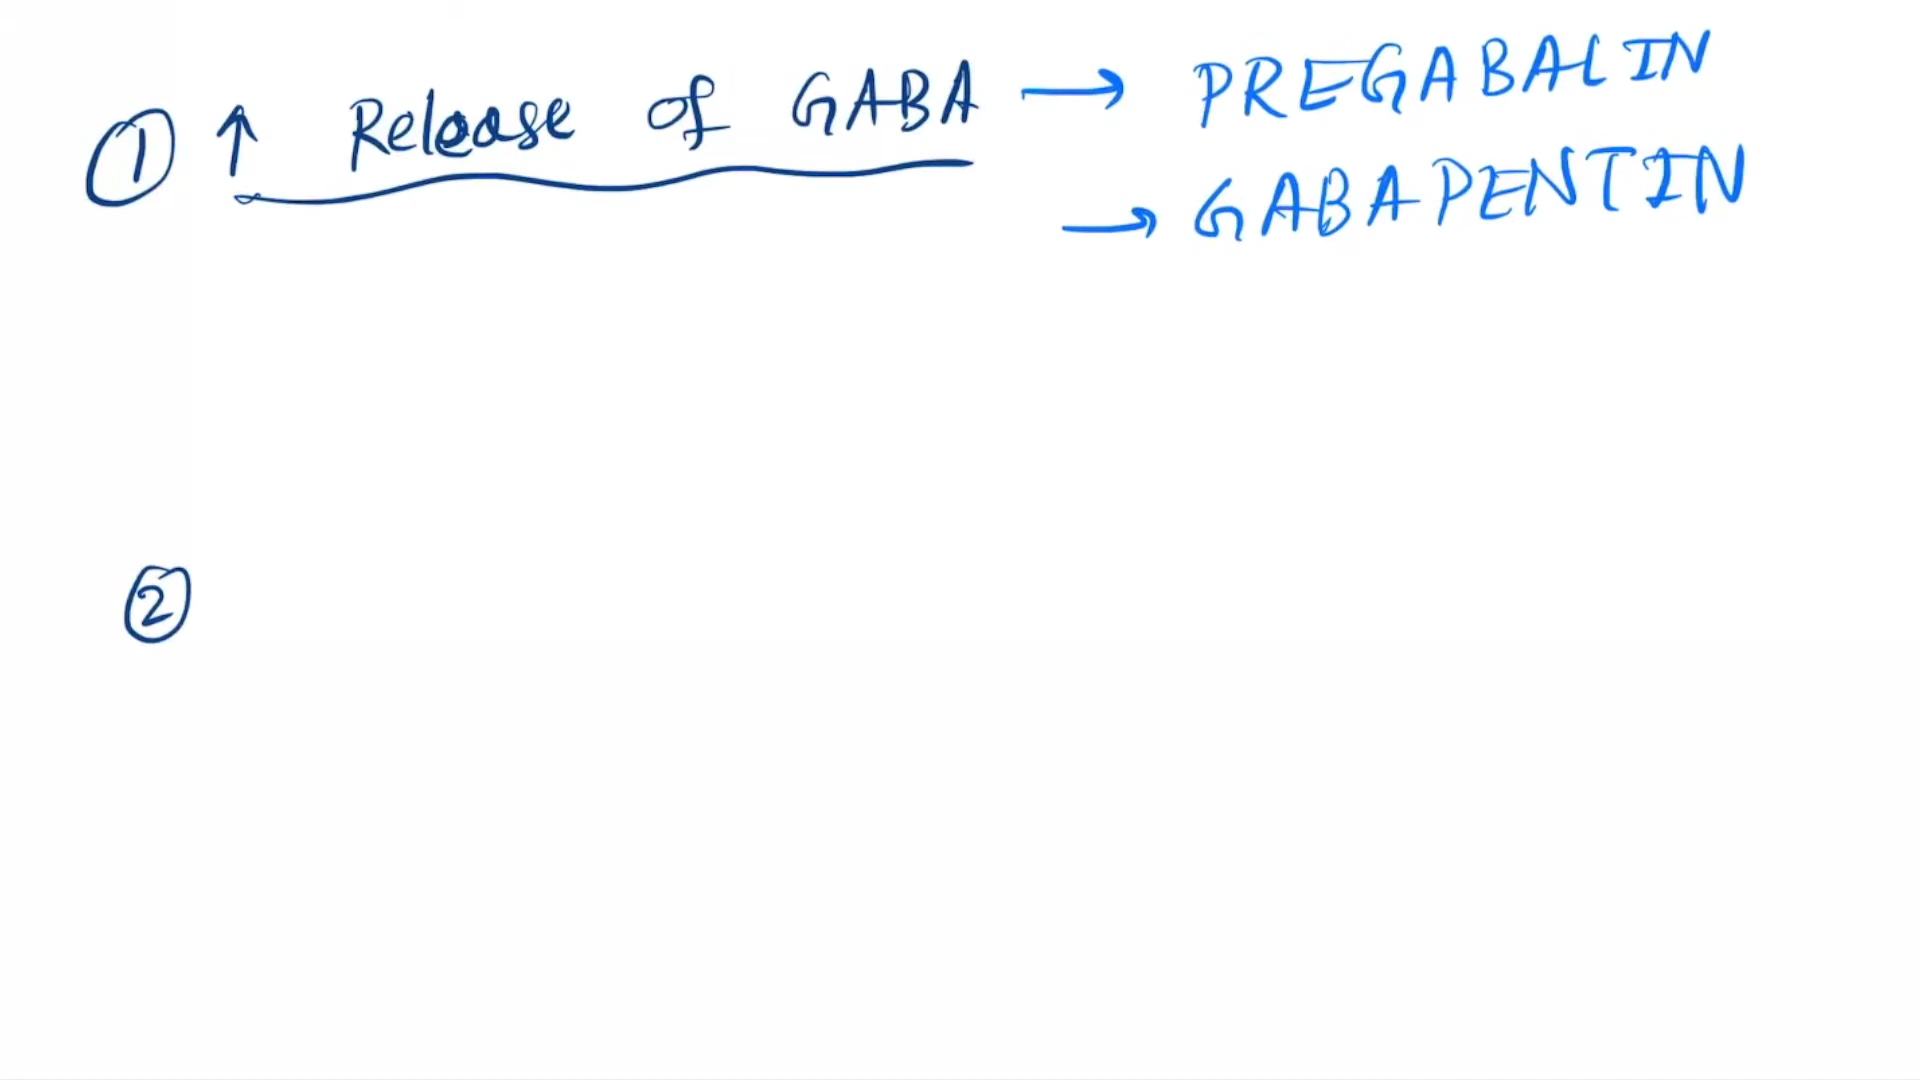 ① ↑ Release of GABA → PREGABALIN
→ GABAPENTIN
②